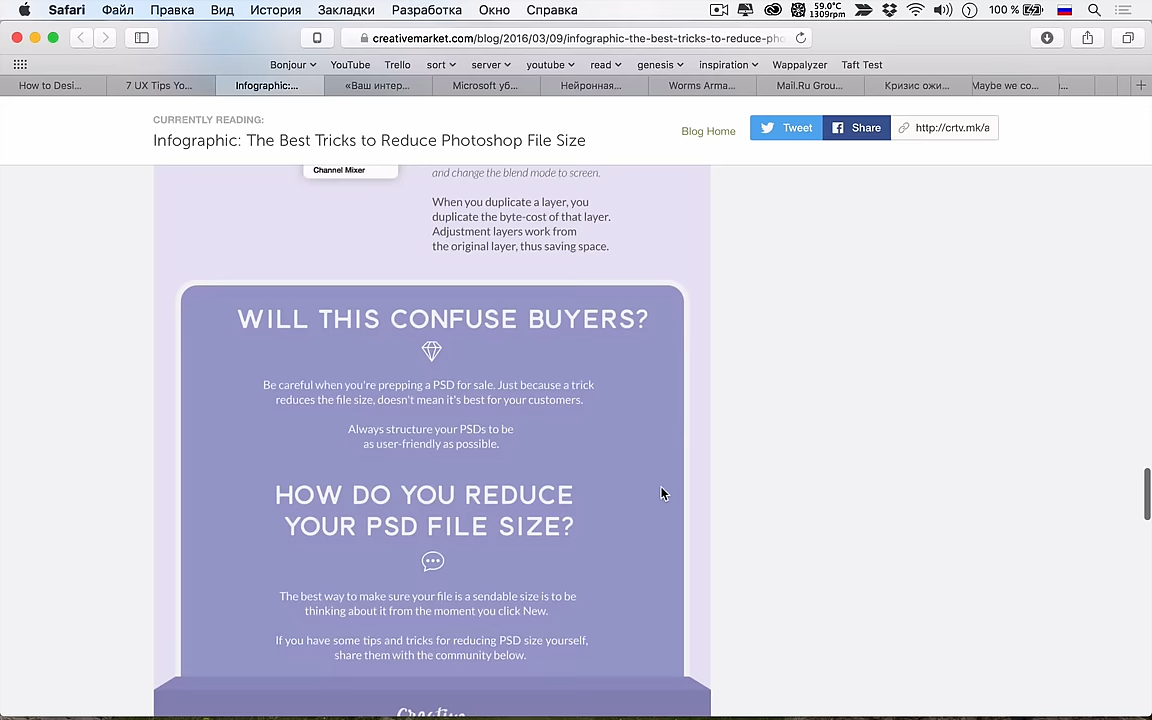 Safari Файл Правка Вид История Закладки Разработка Окно Справка 59.0°C 1309rpm 100 %
creativemarket.com/blog/2016/03/09/infographic-the-best-tricks-to-reduce-pho
Bonjour YouTube Trello sort server youtube read genesis inspiration Wappalyzer Taft Test
How to Desi... 7 UX Tips Yo... Infographic:... «Ваш интер... Microsoft уб... Нейронная... Worms Arma... Mail.Ru Grou... Кризис ожи... Maybe we co...
CURRENTLY READING:
Infographic: The Best Tricks to Reduce Photoshop File Size
Blog Home Tweet Share http://crtv.mk/a
Channel Mixer
and change the blend mode to screen.
When you duplicate a layer, you
duplicate the byte-cost of that layer.
Adjustment layers work from
the original layer, thus saving space.
WILL THIS CONFUSE BUYERS?
Be careful when you're prepping a PSD for sale. Just because a trick
reduces the file size, doesn't mean it's best for your customers.
Always structure your PSDs to be
as user-friendly as possible.
HOW DO YOU REDUCE
YOUR PSD FILE SIZE?
The best way to make sure your file is a sendable size is to be
thinking about it from the moment you click New.
If you have some tips and tricks for reducing PSD size yourself,
share them with the community below.
Creative